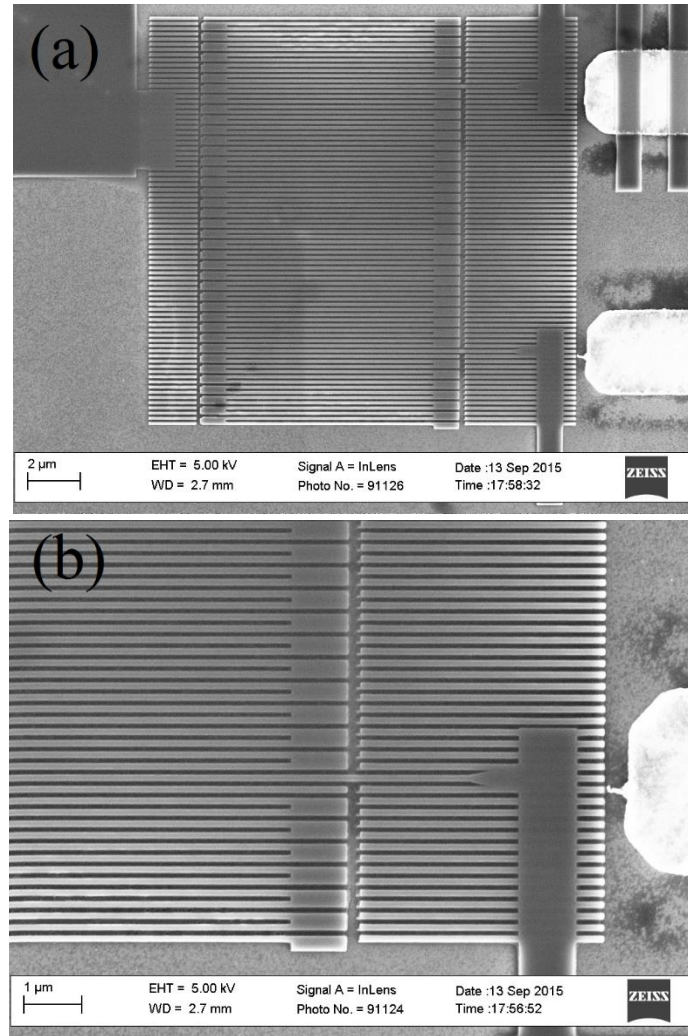 (a)
2 µm
EHT = 5.00 kV
Signal A = InLens
Date :13 Sep 2015
WD = 2.7 mm
Photo No. = 91126
Time :17:58:32
ZEISS
(b)
1 µm
EHT = 5.00 kV
Signal A = InLens
Date :13 Sep 2015
WD = 2.7 mm
Photo No. = 91124
Time :17:56:52
ZEISS